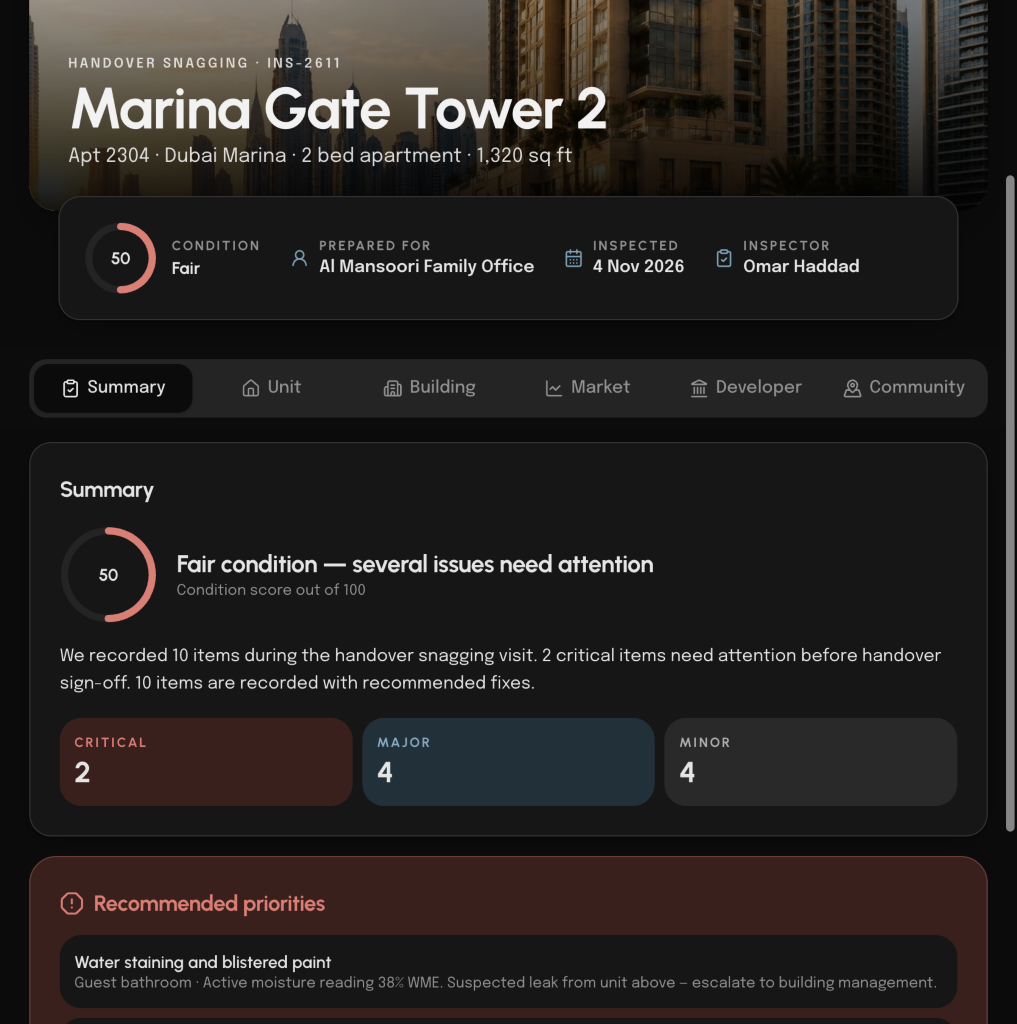 HANDOVER SNAGGING · INS-2611
Marina Gate Tower 2
Apt 2304 · Dubai Marina · 2 bed apartment · 1,320 sq ft
50
CONDITION
Fair
PREPARED FOR
Al Mansoori Family Office
INSPECTED
4 Nov 2026
INSPECTOR
Omar Haddad
Summary
Unit
Building
Market
Developer
Community
Summary
50
Fair condition — several issues need attention
Condition score out of 100
We recorded 10 items during the handover snagging visit. 2 critical items need attention before handover
sign-off. 10 items are recorded with recommended fixes.
CRITICAL
2
MAJOR
4
MINOR
4
Recommended priorities
Water staining and blistered paint
Guest bathroom · Active moisture reading 38% WME. Suspected leak from unit above – escalate to building management.